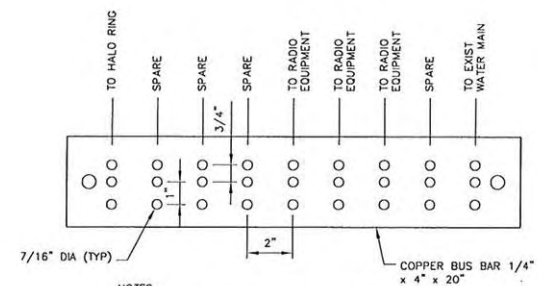 TO HALO RING
SPARE
SPARE
SPARE
TO RADIO
EQUIPMENT
TO RADIO
EQUIPMENT
TO RADIO
EQUIPMENT
SPARE
TO EXIST
WATER MAIN
3/4"
1"
2"
7/16" DIA (TYP)
COPPER BUS BAR 1/4"
x 4" x 20"
NOTES